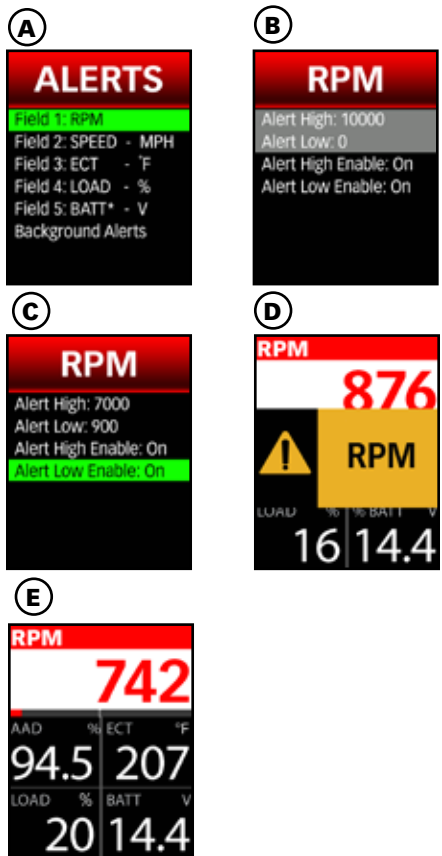 A
ALERTS
Field 1: RPM
Field 2: SPEED - MPH
Field 3: ECT - °F
Field 4: LOAD - %
Field 5: BATT* - V
Background Alerts
B
RPM
Alert High: 10000
Alert Low: 0
Alert High Enable: On
Alert Low Enable: On
C
RPM
Alert High: 7000
Alert Low: 900
Alert High Enable: On
Alert Low Enable: On
D
RPM
876
RPM
LOAD % % BATT V
16 14.4
E
RPM
742
AAD % ECT °F
94.5 207
LOAD % BATT V
20 14.4